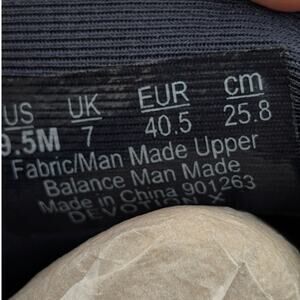 US UK EUR cm
9.5M 7 40.5 25.8
Fabric/Man Made Upper
Balance Man Made
Made in China 901263
DEVOTION X